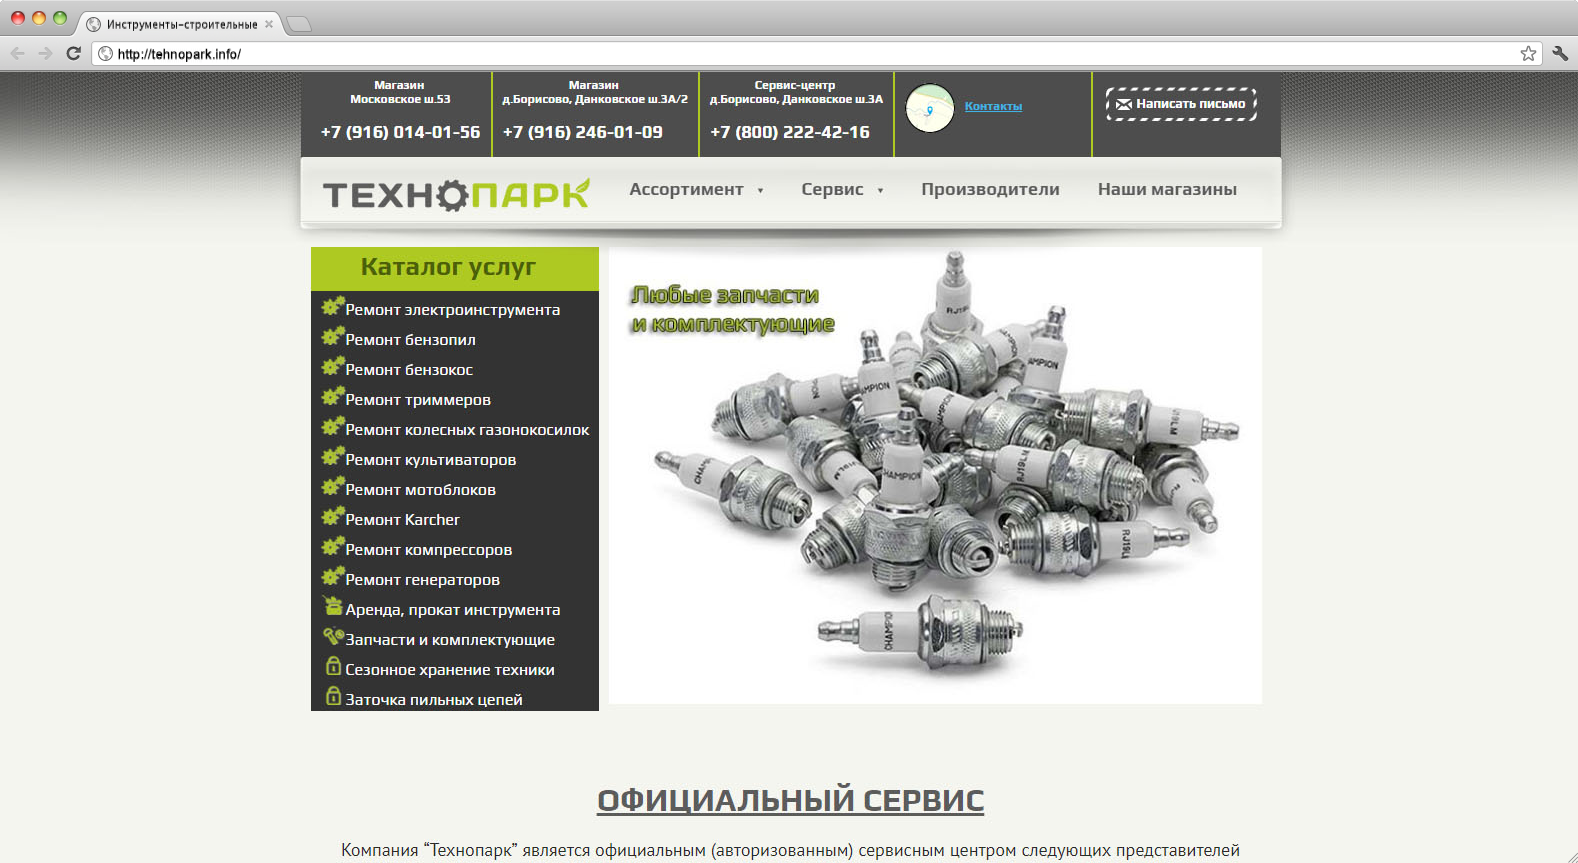 Инструменты-строительные
http://tehnopark.info/
Магазин
Московское ш.53
+7 (916) 014-01-56
Магазин
д.Борисово, Данковское ш.3А/2
+7 (916) 246-01-09
Сервис-центр
д.Борисово, Данковское ш.3А
+7 (800) 222-42-16
Контакты
Написать письмо
ТЕХНОПАРК
Ассортимент
Сервис
Производители
Наши магазины
Каталог услуг
Ремонт электроинструмента
Ремонт бензопил
Ремонт бензокос
Ремонт триммеров
Ремонт колесных газонокосилок
Ремонт культиваторов
Ремонт мотоблоков
Ремонт Karcher
Ремонт компрессоров
Ремонт генераторов
Аренда, прокат инструмента
Запчасти и комплектующие
Сезонное хранение техники
Заточка пильных цепей
Любые запчасти
и комплектующие
CHAMPION
RJ19LM
CHAMPION
RJ19LM
ОФИЦИАЛЬНЫЙ СЕРВИС
Компания “Технопарк” является официальным (авторизованным) сервисным центром следующих представителей